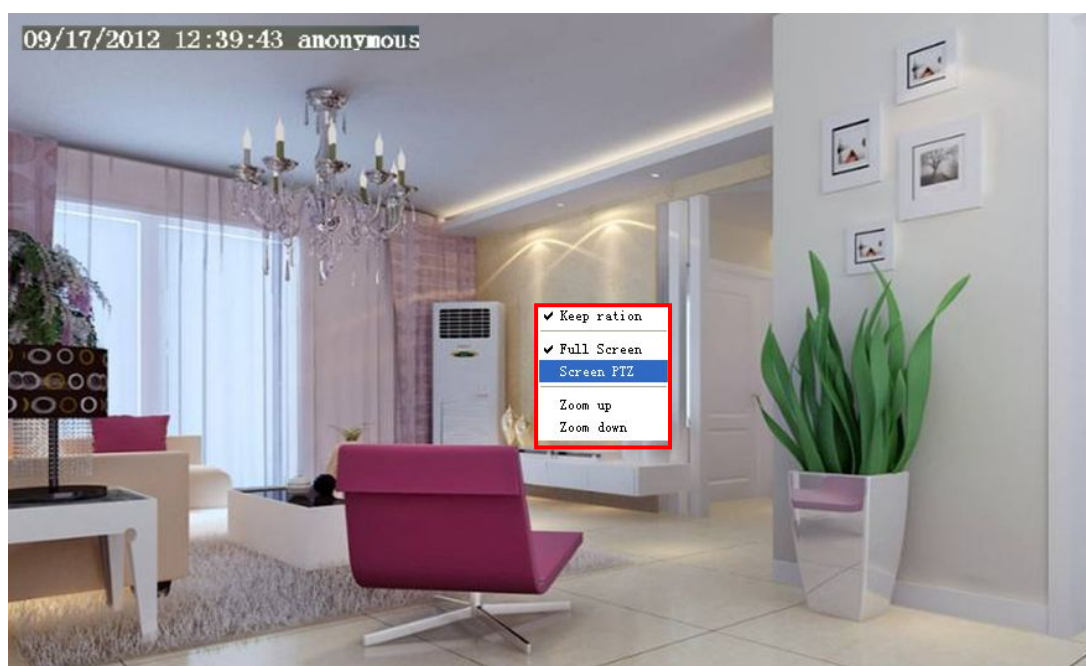 09/17/2012 12:39:43 anonymous
Keep ration
Full Screen
Screen PTZ
Zoom up
Zoom down